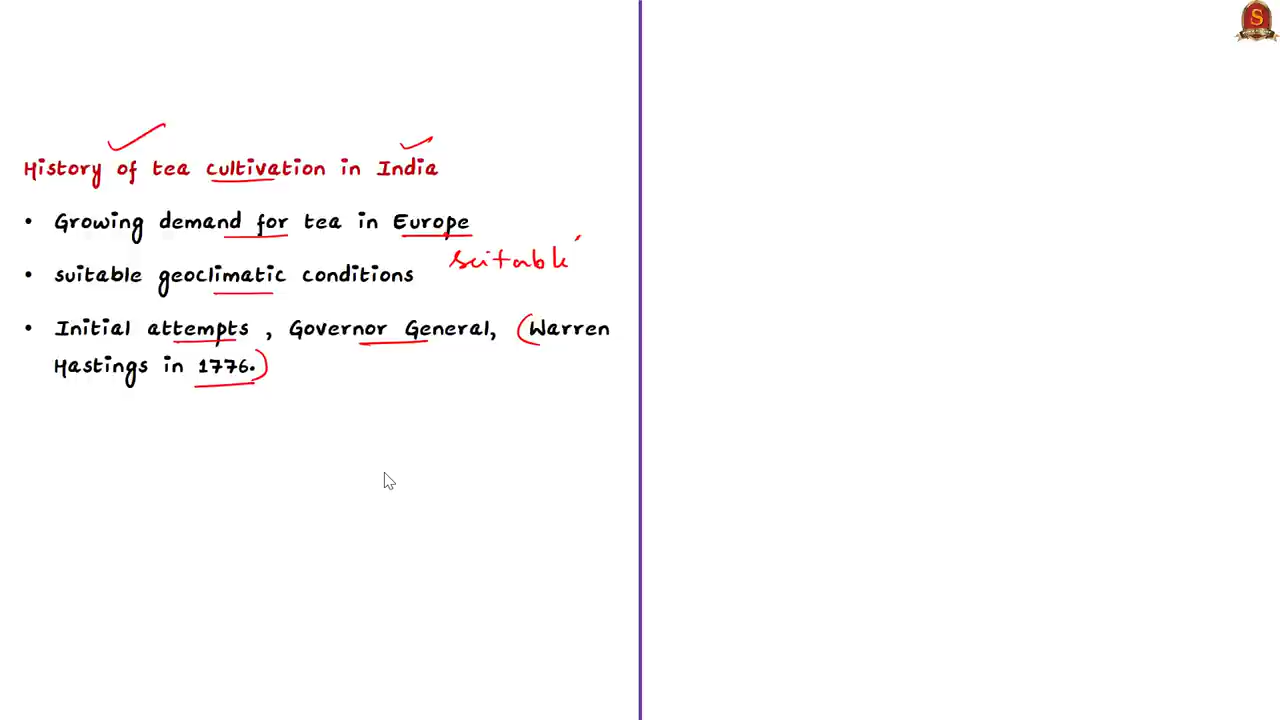 History of tea cultivation in India
• Growing demand for tea in Europe
suitable
• suitable geoclimatic conditions
• Initial attempts , Governor General, (Warren
Hastings in 1776.)
S